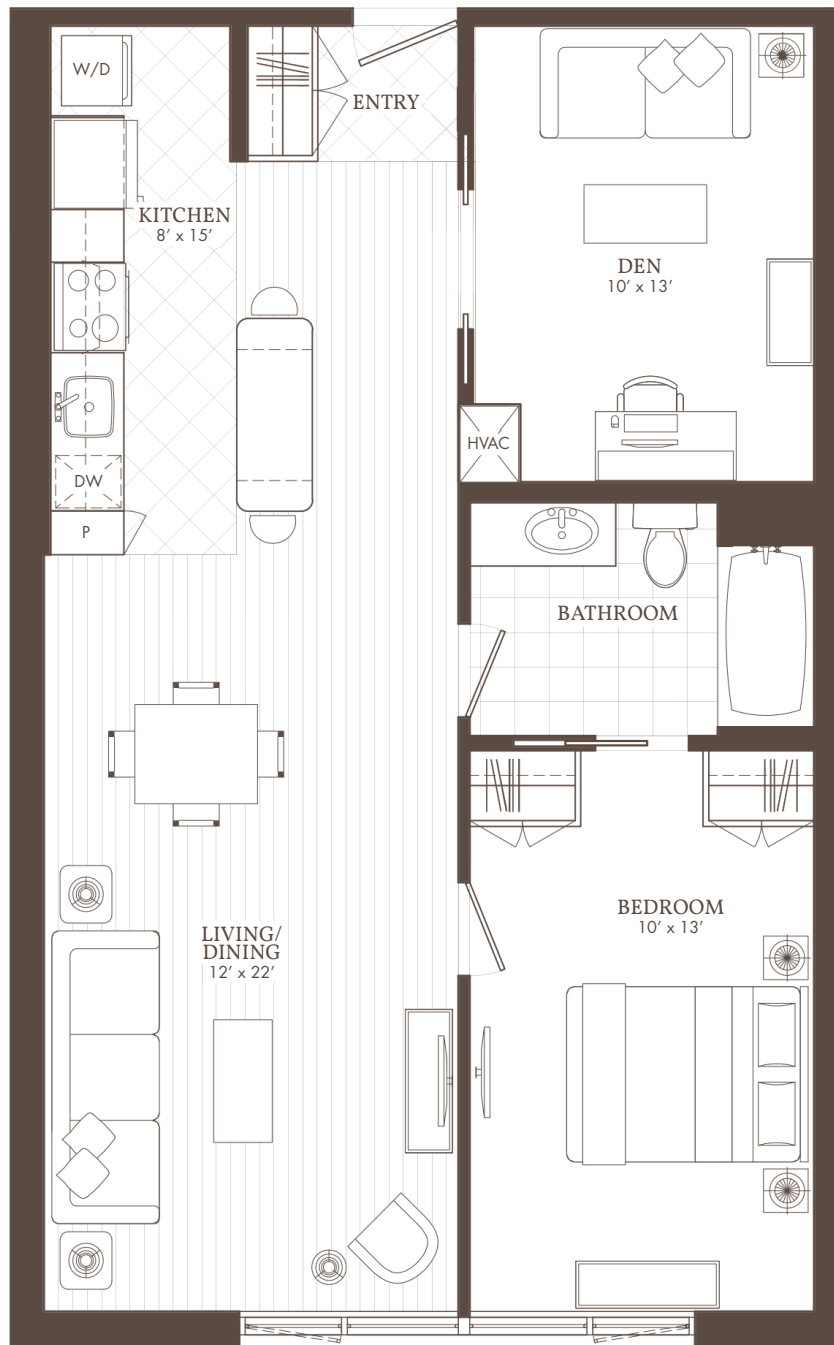 W/D
ENTRY
KITCHEN
8’ x 15’
DEN
10’ x 13’
HVAC
DW
P
BATHROOM
BEDROOM
10’ x 13’
LIVING/
DINING
12’ x 22’